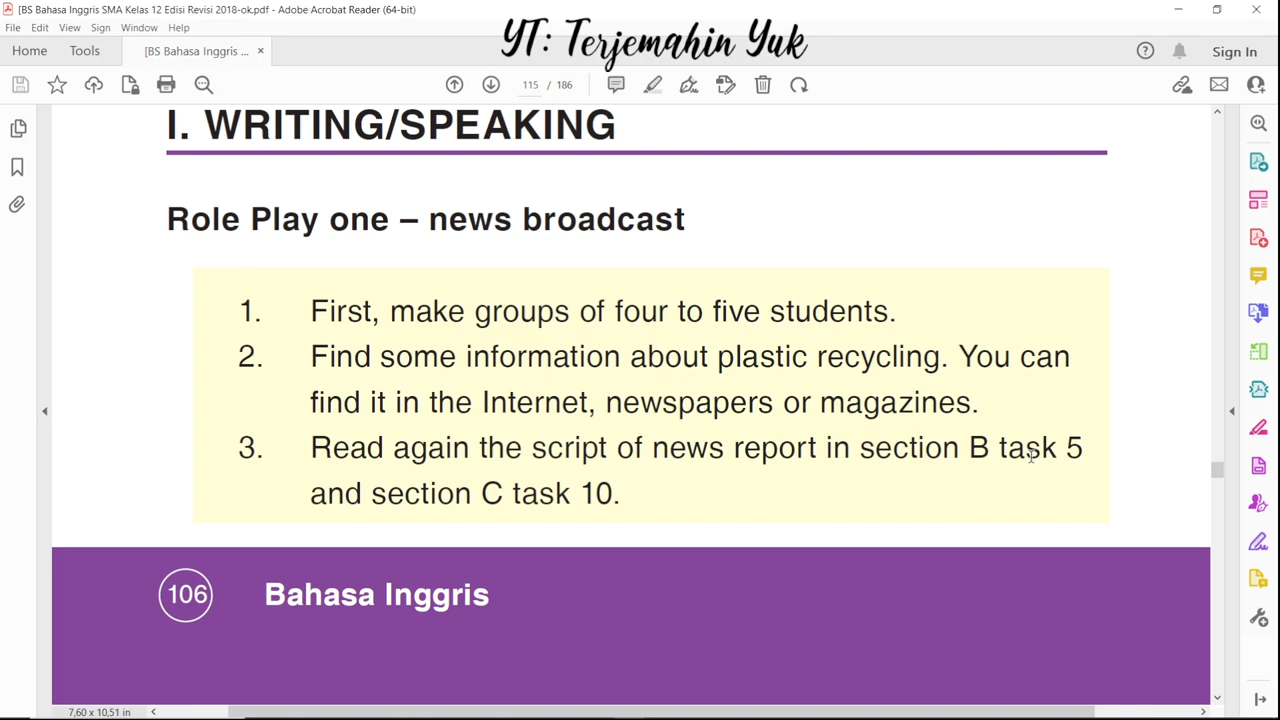 [BS Bahasa Inggris SMA Kelas 12 Edisi Revisi 2018-ok.pdf - Adobe Acrobat Reader (64-bit)
YT: Terjemahin Yuk
File Edit View Sign Window Help
Home Tools [BS Bahasa Inggris ... × Sign In
115 / 186
I. WRITING/SPEAKING
Role Play one – news broadcast
1. First, make groups of four to five students.
2. Find some information about plastic recycling. You can
find it in the Internet, newspapers or magazines.
3. Read again the script of news report in section B task 5
and section C task 10.
106 Bahasa Inggris
7,60 x 10,51 in